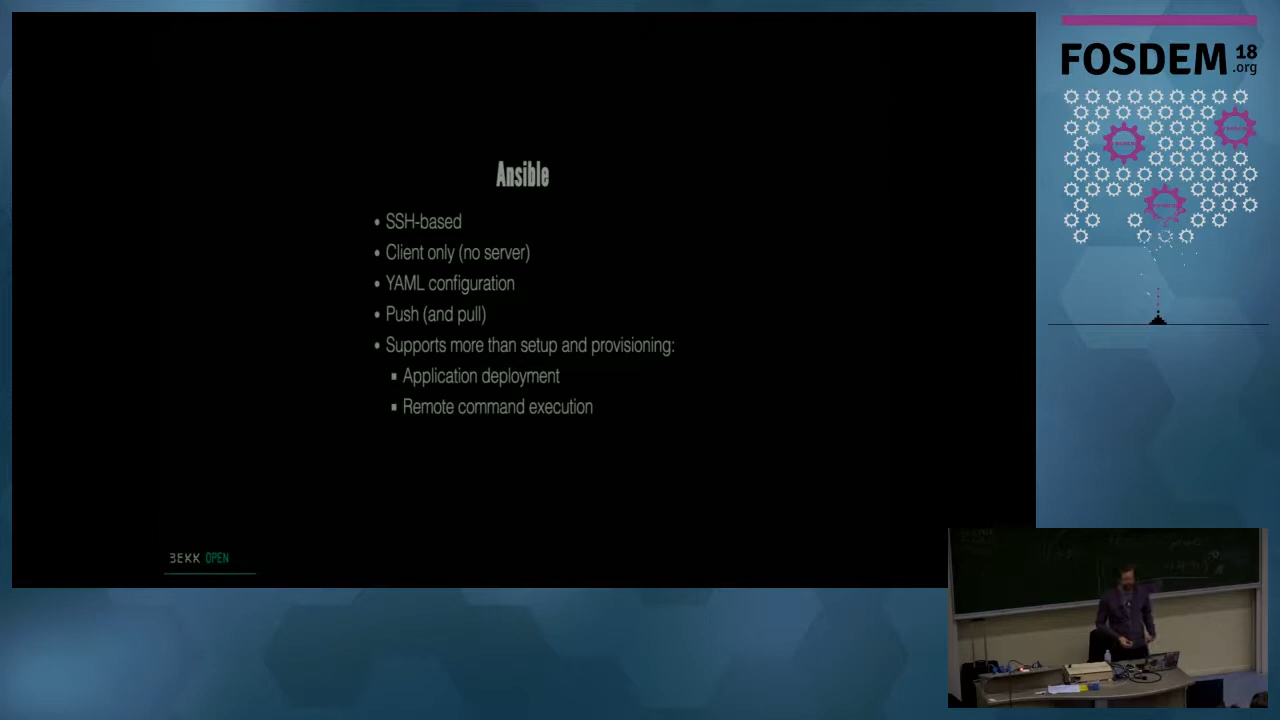 FOSDEM 18
.org
Ansible
• SSH-based
• Client only (no server)
• YAML configuration
• Push (and pull)
• Supports more than setup and provisioning:
▪ Application deployment
▪ Remote command execution
BEKK OPEN